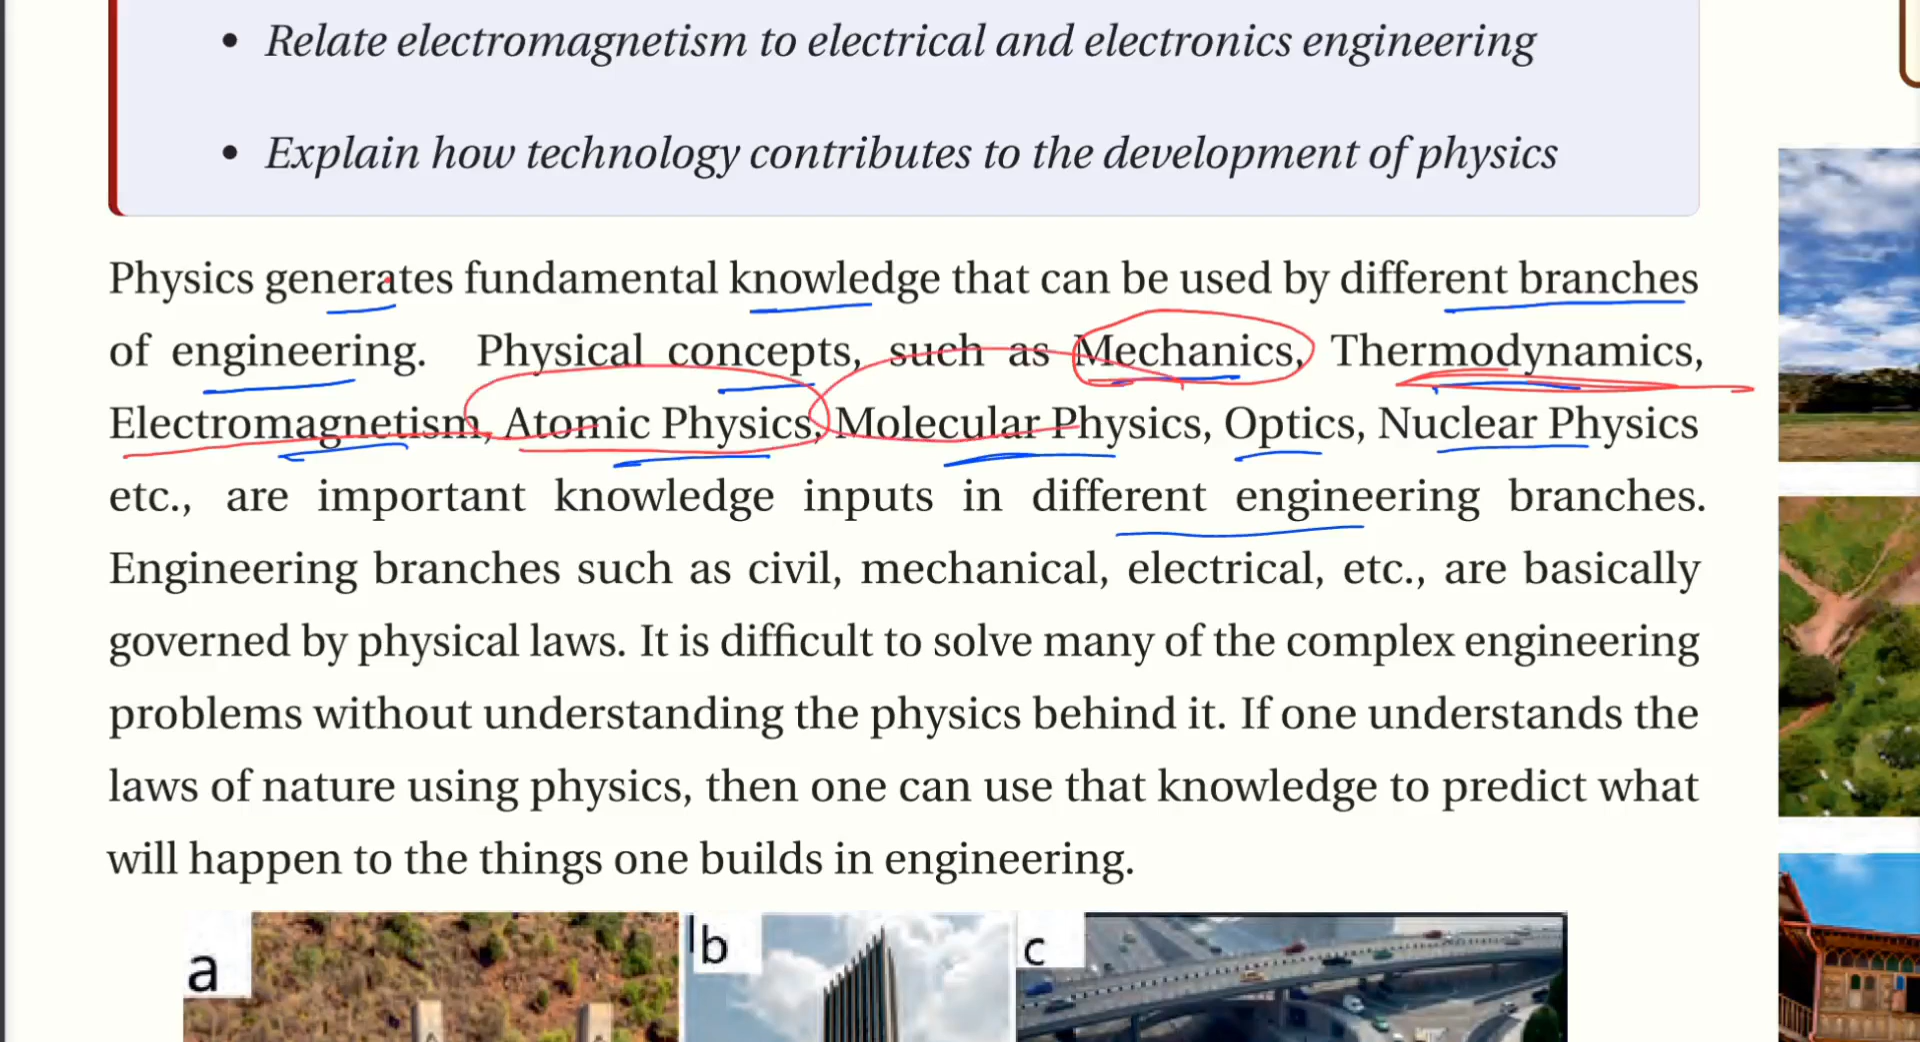 • Relate electromagnetism to electrical and electronics engineering
• Explain how technology contributes to the development of physics
Physics generates fundamental knowledge that can be used by different branches
of engineering. Physical concepts, such as Mechanics, Thermodynamics,
Electromagnetism, Atomic Physics, Molecular Physics, Optics, Nuclear Physics
etc., are important knowledge inputs in different engineering branches.
Engineering branches such as civil, mechanical, electrical, etc., are basically
governed by physical laws. It is difficult to solve many of the complex engineering
problems without understanding the physics behind it. If one understands the
laws of nature using physics, then one can use that knowledge to predict what
will happen to the things one builds in engineering.
a
b
c